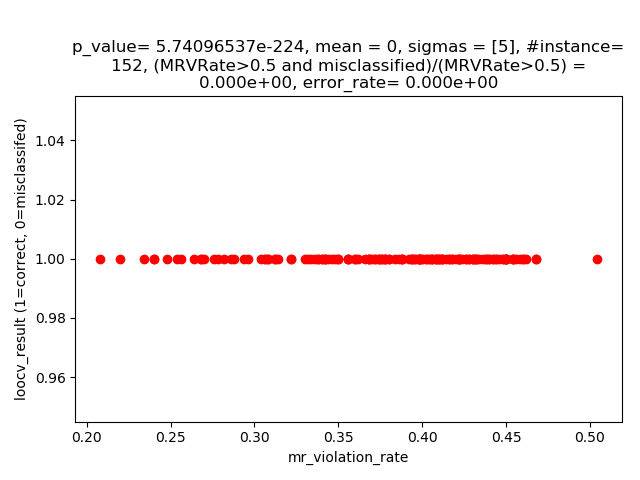 p_value= 5.74096537e-224, mean = 0, sigmas = [5], #instance=
152, (MRVRate>0.5 and misclassified)/(MRVRate>0.5) =
0.000e+00, error_rate= 0.000e+00
loocv_result (1=correct, 0=misclassifed)
1.04
1.02
1.00
0.98
0.96
0.20 0.25 0.30 0.35 0.40 0.45 0.50
mr_violation_rate